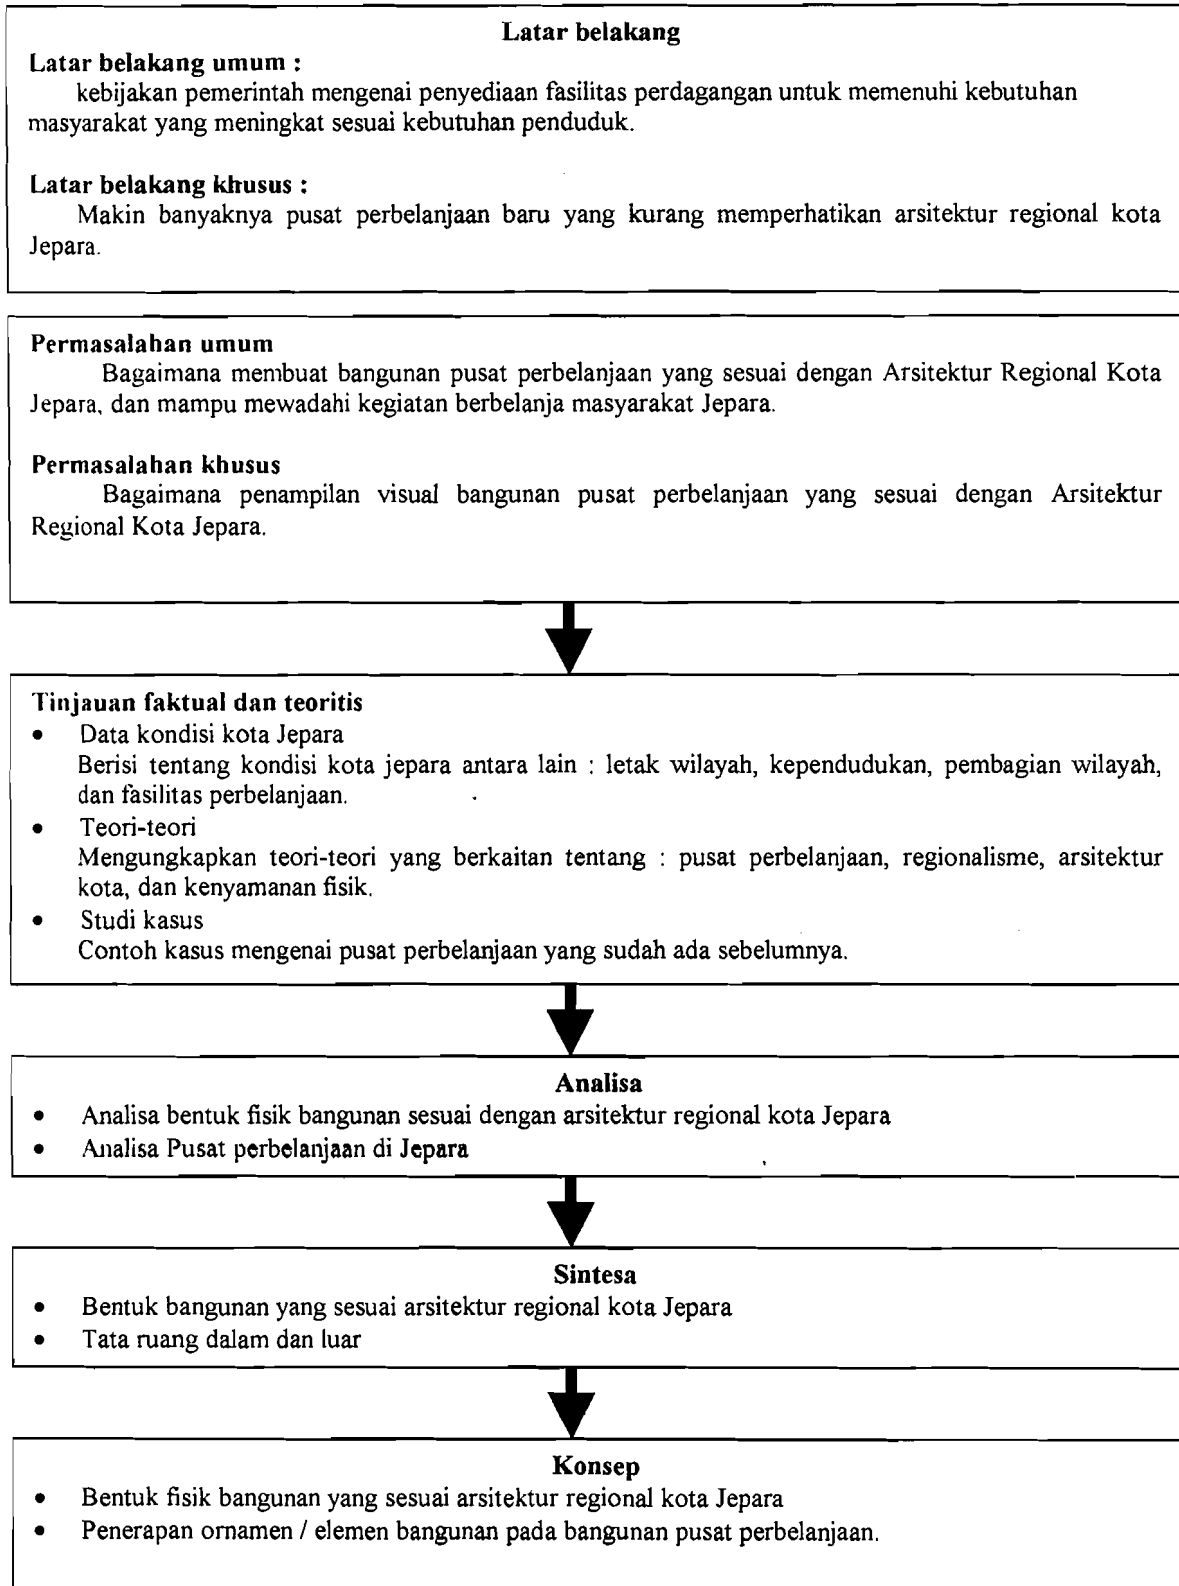 Latar belakang
Latar belakang umum :
kebijakan pemerintah mengenai penyediaan fasilitas perdagangan untuk memenuhi kebutuhan
masyarakat yang meningkat sesuai kebutuhan penduduk.
Latar belakang khusus :
Makin banyaknya pusat perbelanjaan baru yang kurang memperhatikan arsitektur regional kota
Jepara.
Permasalahan umum
Bagaimana membuat bangunan pusat perbelanjaan yang sesuai dengan Arsitektur Regional Kota
Jepara, dan mampu mewadahi kegiatan berbelanja masyarakat Jepara.
Permasalahan khusus
Bagaimana penampilan visual bangunan pusat perbelanjaan yang sesuai dengan Arsitektur
Regional Kota Jepara.
Tinjauan faktual dan teoritis
• Data kondisi kota Jepara
Berisi tentang kondisi kota jepara antara lain : letak wilayah, kependudukan, pembagian wilayah,
dan fasilitas perbelanjaan.
• Teori-teori
Mengungkapkan teori-teori yang berkaitan tentang : pusat perbelanjaan, regionalisme, arsitektur
kota, dan kenyamanan fisik.
• Studi kasus
Contoh kasus mengenai pusat perbelanjaan yang sudah ada sebelumnya.
Analisa
• Analisa bentuk fisik bangunan sesuai dengan arsitektur regional kota Jepara
• Analisa Pusat perbelanjaan di Jepara
Sintesa
• Bentuk bangunan yang sesuai arsitektur regional kota Jepara
• Tata ruang dalam dan luar
Konsep
• Bentuk fisik bangunan yang sesuai arsitektur regional kota Jepara
• Penerapan ornamen / elemen bangunan pada bangunan pusat perbelanjaan.